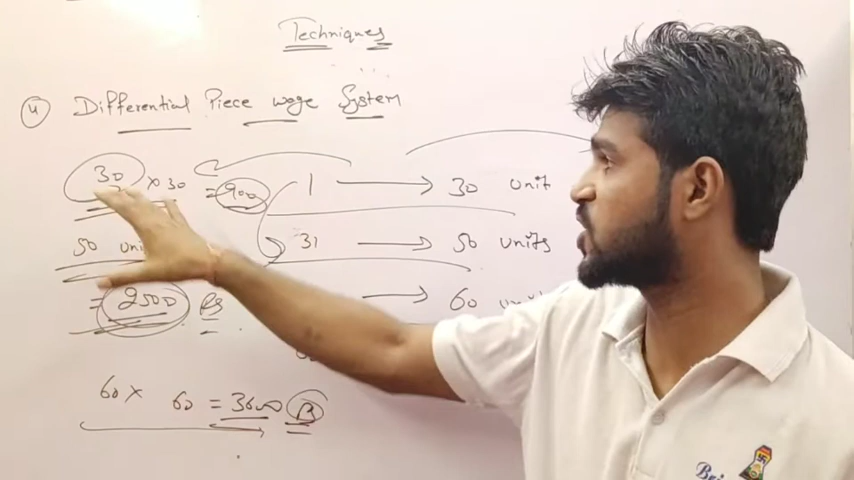 Techniques
4 Differential Piece wage System
30 × 30 = 900 1 → 30 unit
50 31 → 50 units
= 2500 Rs → 60
60 × 60 = 3600